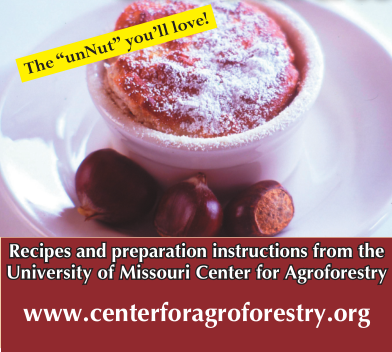 The “unNut” you’ll love!
Recipes and preparation instructions from the
University of Missouri Center for Agroforestry
www.centerforagroforestry.org